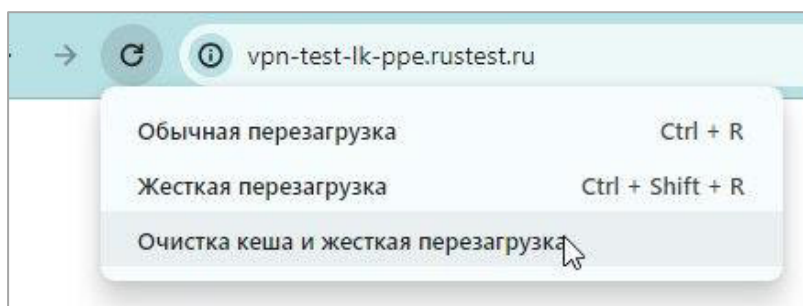 vpn-test-lk-ppe.rustest.ru
Обычная перезагрузка Ctrl + R
Жесткая перезагрузка Ctrl + Shift + R
Очистка кеша и жесткая перезагрузка